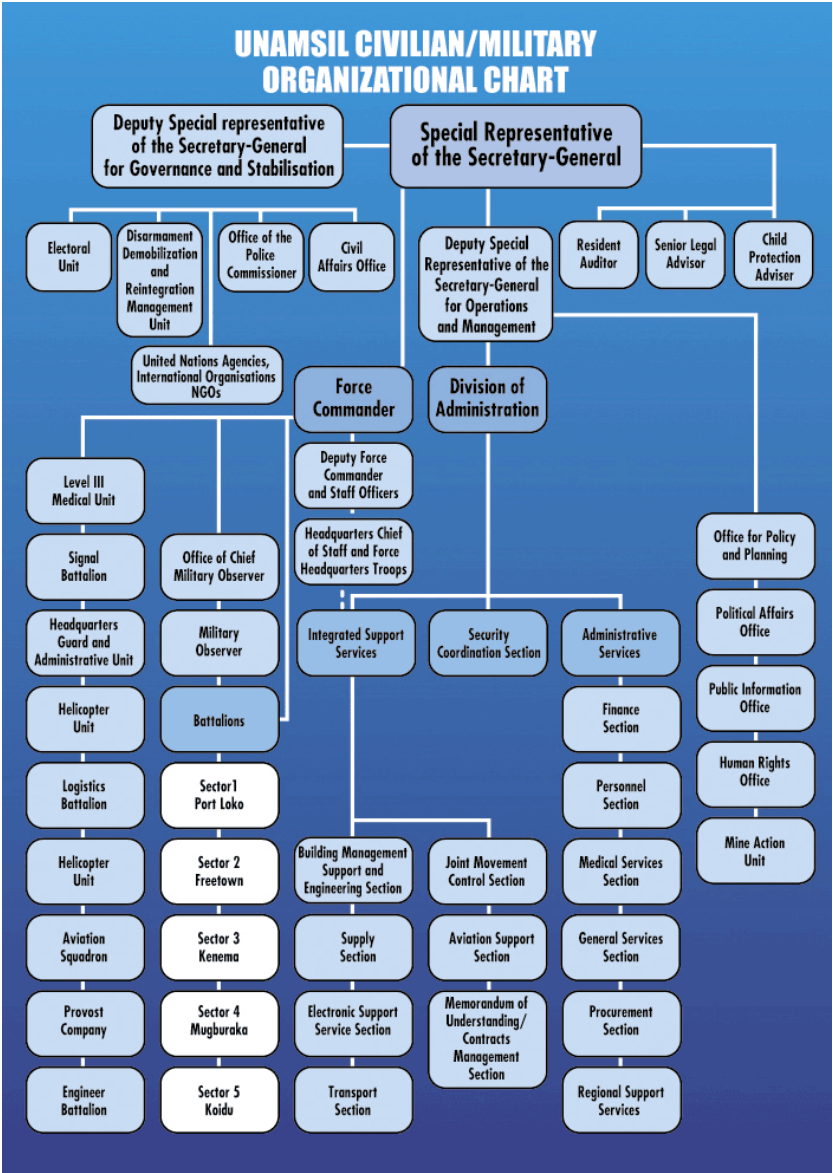 UNAMSIL CIVILIAN/MILITARY
ORGANIZATIONAL CHART
Deputy Special representative
of the Secretary-General
for Governance and Stabilisation
Special Representative
of the Secretary-General
Electoral
Unit
Disarmament
Demobilization
and
Reintegration
Management
Unit
Office of the
Police
Commissioner
Civil
Affairs Office
Deputy Special
Representative of the
Secretary-General
for Operations
and Management
Resident
Auditor
Senior Legal
Advisor
Child
Protection
Adviser
United Nations Agencies,
International Organisations
NGOs
Force
Commander
Division of
Administration
Deputy Force
Commander
and Staff Officers
Headquarters Chief
of Staff and Force
Headquarters Troops
Level III
Medical Unit
Signal
Battalion
Headquarters
Guard and
Administrative Unit
Helicopter
Unit
Logistics
Battalion
Helicopter
Unit
Aviation
Squadron
Provost
Company
Engineer
Battalion
Office of Chief
Military Observer
Military
Observer
Battalions
Sector1
Port Loko
Sector 2
Freetown
Sector 3
Kenema
Sector 4
Mugburaka
Sector 5
Koidu
Integrated Support
Services
Security
Coordination Section
Administrative
Services
Building Management
Support and
Engineering Section
Supply
Section
Electronic Support
Service Section
Transport
Section
Joint Movement
Control Section
Aviation Support
Section
Memorandum of
Understanding/
Contracts
Management
Section
Finance
Section
Personnel
Section
Medical Services
Section
General Services
Section
Procurement
Section
Regional Support
Services
Office for Policy
and Planning
Political Affairs
Office
Public Information
Office
Human Rights
Office
Mine Action
Unit